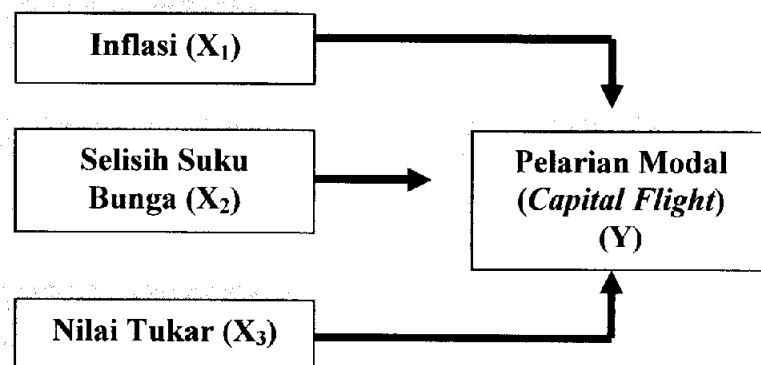 Inflasi (X₁)
Selisih Suku
Bunga (X₂)
Pelarian Modal
(Capital Flight)
(Y)
Nilai Tukar (X₃)